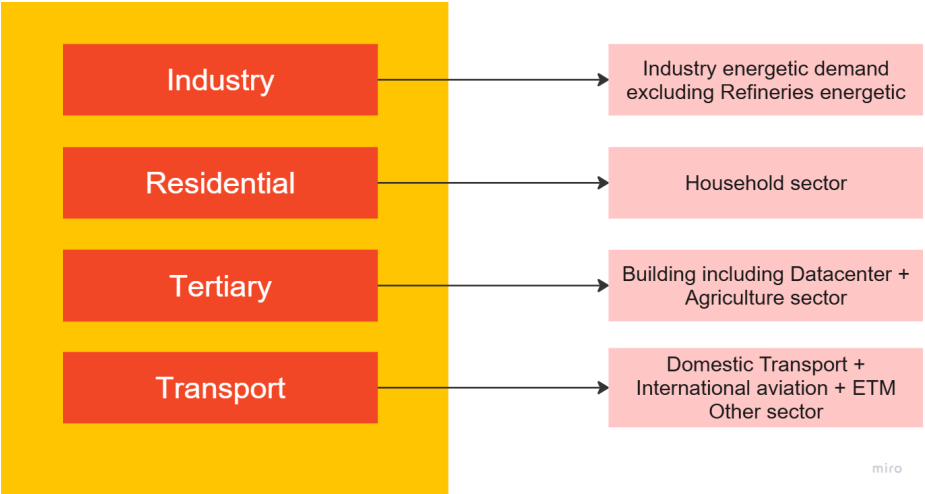 Industry
Industry energetic demand
excluding Refineries energetic
Residential
Household sector
Tertiary
Building including Datacenter +
Agriculture sector
Transport
Domestic Transport +
International aviation + ETM
Other sector
miro